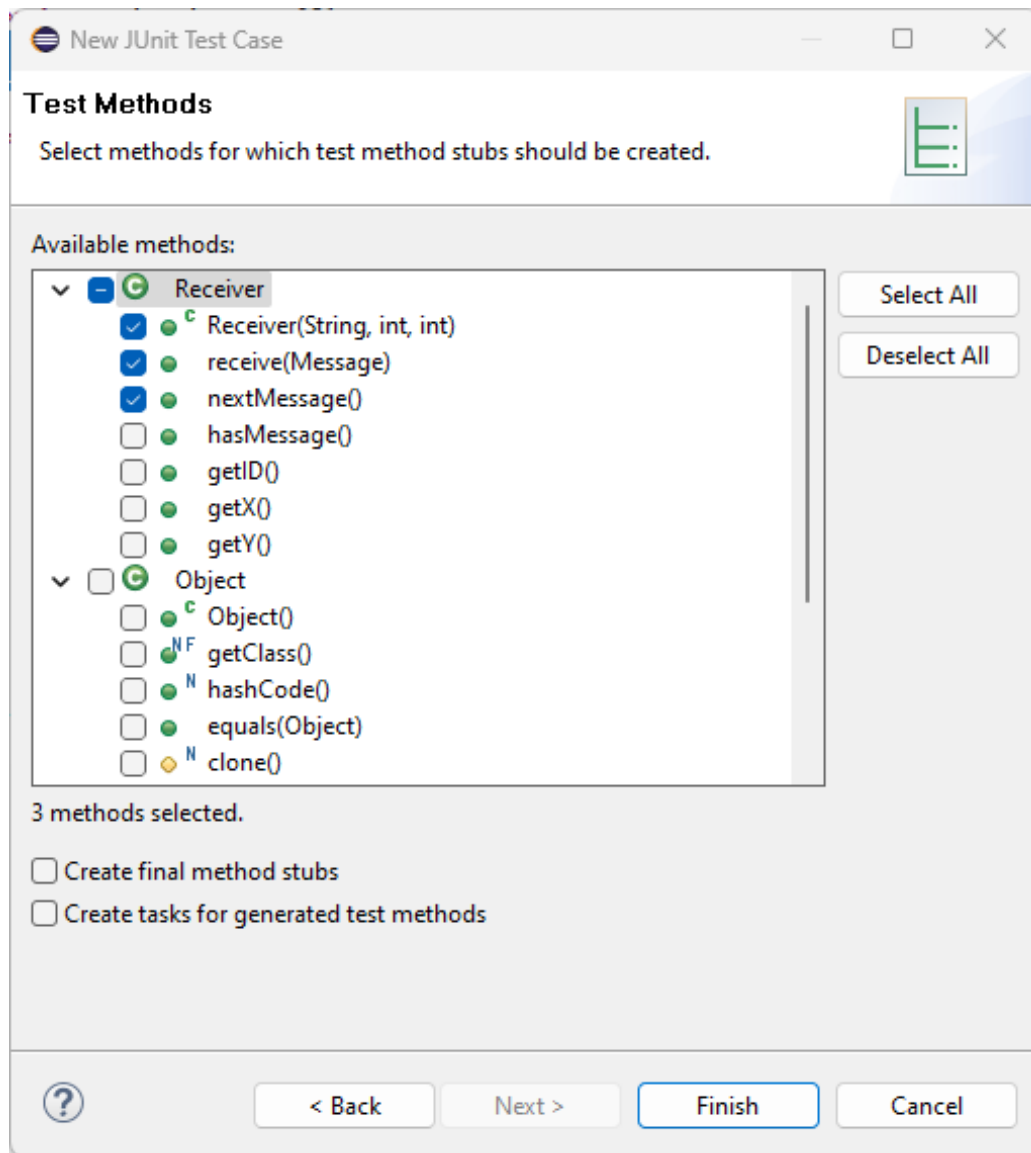 New JUnit Test Case
Test Methods
Select methods for which test method stubs should be created.
Available methods:
Receiver
Receiver(String, int, int)
receive(Message)
nextMessage()
hasMessage()
getID()
getX()
getY()
Object
Object()
getClass()
hashCode()
equals(Object)
clone()
Select All
Deselect All
3 methods selected.
Create final method stubs
Create tasks for generated test methods
< Back Next > Finish Cancel